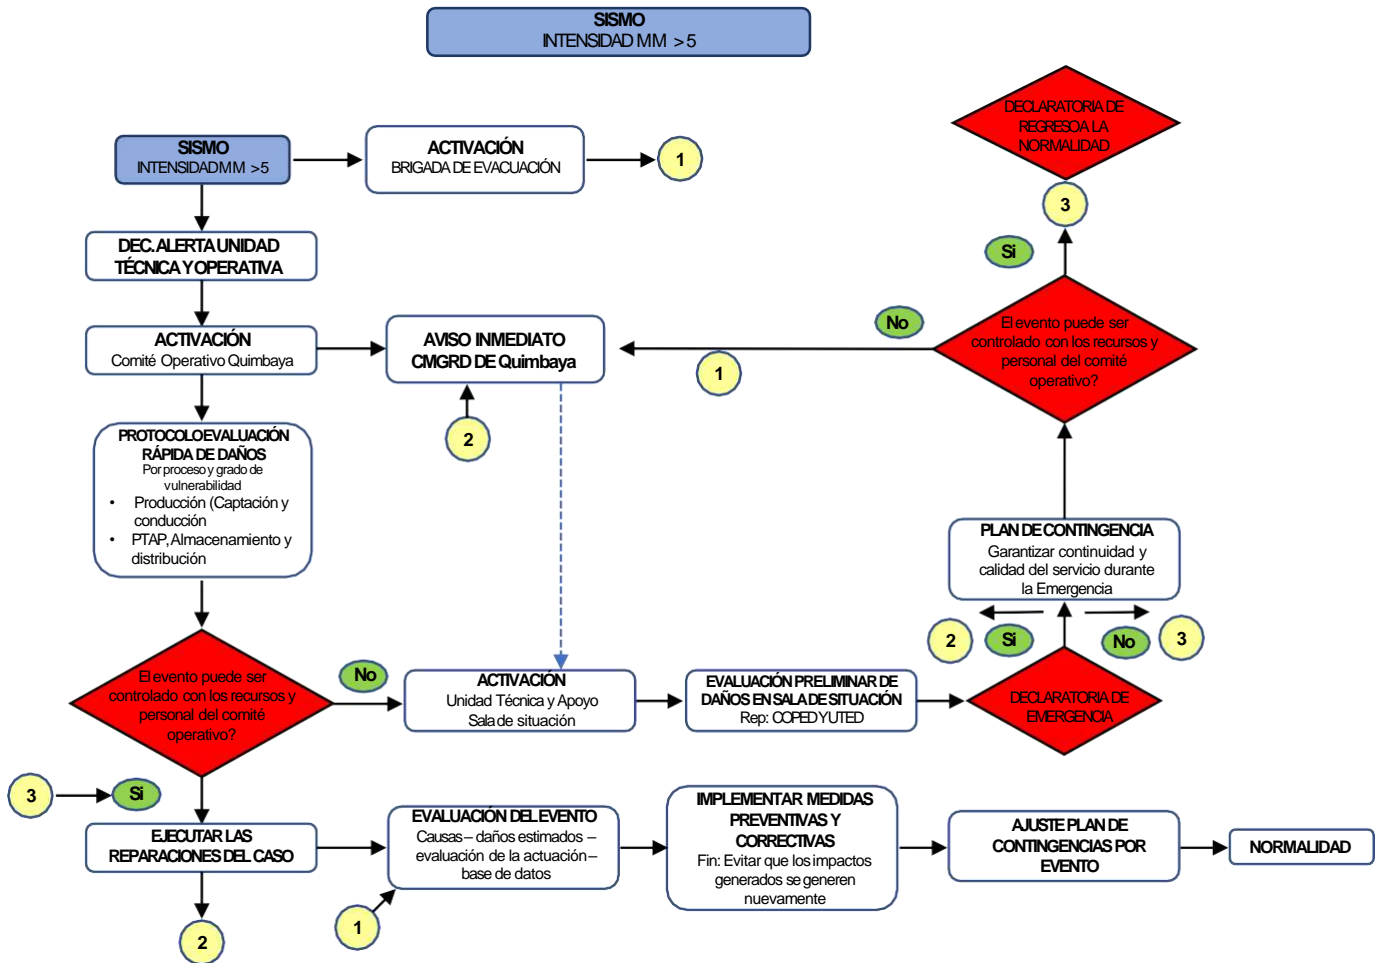 SISMO
INTENSIDAD MM > 5
DECLARATORIA DE
REGRESO A LA
NORMALIDAD
SISMO
INTENSIDAD MM > 5
ACTIVACIÓN
BRIGADA DE EVACUACIÓN
1
3
DEC. ALERTA UNIDAD
TÉCNICA Y OPERATIVA
Si
ACTIVACIÓN
Comité Operativo Quimbaya
AVISO INMEDIATO
CMGRD DE Quimbaya
No
1
El evento puede ser
controlado con los recursos y
personal del comité
operativo?
2
PROTOCOLO EVALUACIÓN
RÁPIDA DE DAÑOS
Por proceso y grado de
vulnerabilidad
• Producción (Captación y
conducción
• PTAP, Almacenamiento y
distribución
PLAN DE CONTINGENCIA
Garantizar continuidad y
calidad del servicio durante
la Emergencia
2
Si
No
3
El evento puede ser
controlado con los recursos y
personal del comité
operativo?
No
ACTIVACIÓN
Unidad Técnica y Apoyo
Sala de situación
EVALUACIÓN PRELIMINAR DE
DAÑOS EN SALA DE SITUACIÓN
Rep: COPED Y UTED
DECLARATORIA DE
EMERGENCIA
3
Si
EJECUTAR LAS
REPARACIONES DEL CASO
EVALUACIÓN DEL EVENTO
Causas – daños estimados –
evaluación de la actuación –
base de datos
IMPLEMENTAR MEDIDAS
PREVENTIVAS Y
CORRECTIVAS
Fin: Evitar que los impactos
generados se generen
nuevamente
AJUSTE PLAN DE
CONTINGENCIAS POR
EVENTO
NORMALIDAD
1
2